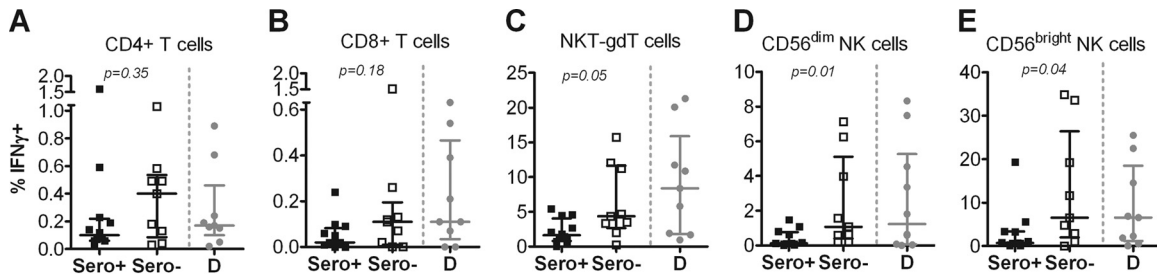 A
CD4+ T cells
p=0.35
% IFNγ+
2.0
1.5
1.0
0.8
0.6
0.4
0.2
0.0
Sero+ Sero- D
B
CD8+ T cells
p=0.18
2.0
1.5
0.6
0.4
0.2
0.0
Sero+ Sero- D
C
NKT-gdT cells
p=0.05
25
20
15
10
5
0
Sero+ Sero- D
D
CD56dim NK cells
p=0.01
10
8
6
4
2
0
Sero+ Sero- D
E
CD56bright NK cells
p=0.04
40
30
20
10
0
Sero+ Sero- D